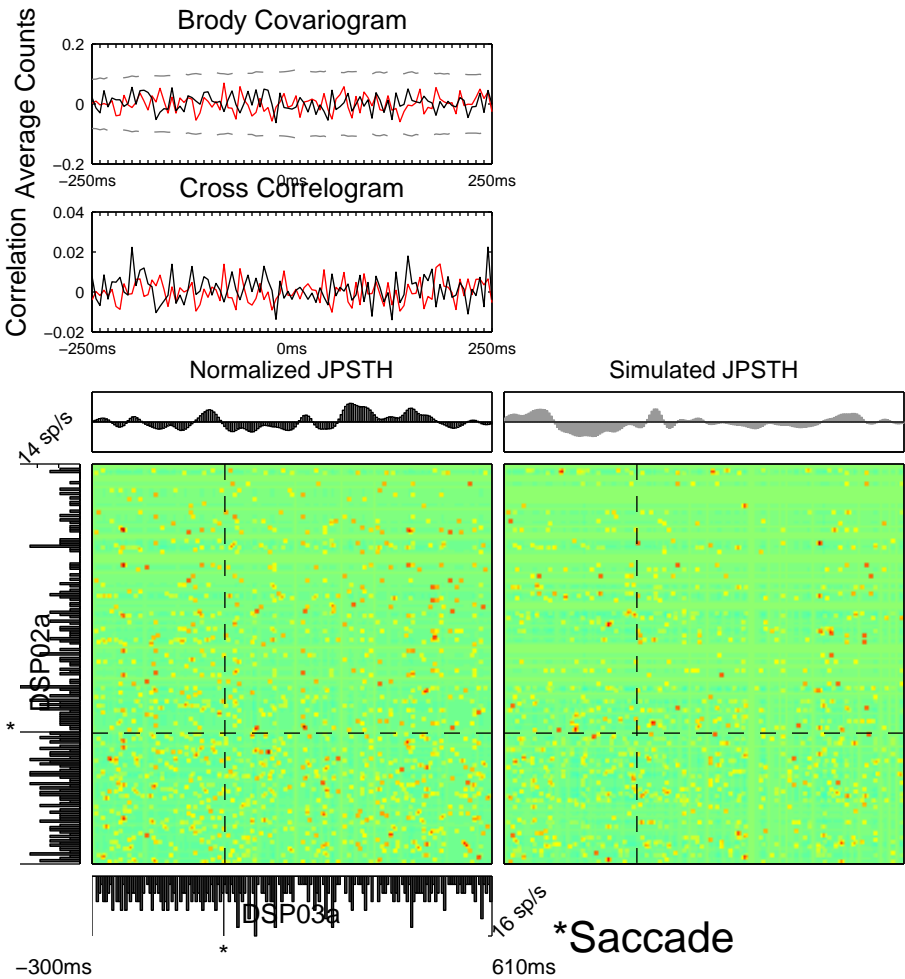 Brody Covariogram
Average Counts
0.2
0
−0.2
−250ms
0ms
250ms
Cross Correlogram
Correlation
0.04
0.02
0
−0.02
−250ms
0ms
250ms
Normalized JPSTH
Simulated JPSTH
14 sp/s
DSP02a
*
DSP03a
16 sp/s
*
*Saccade
−300ms
610ms